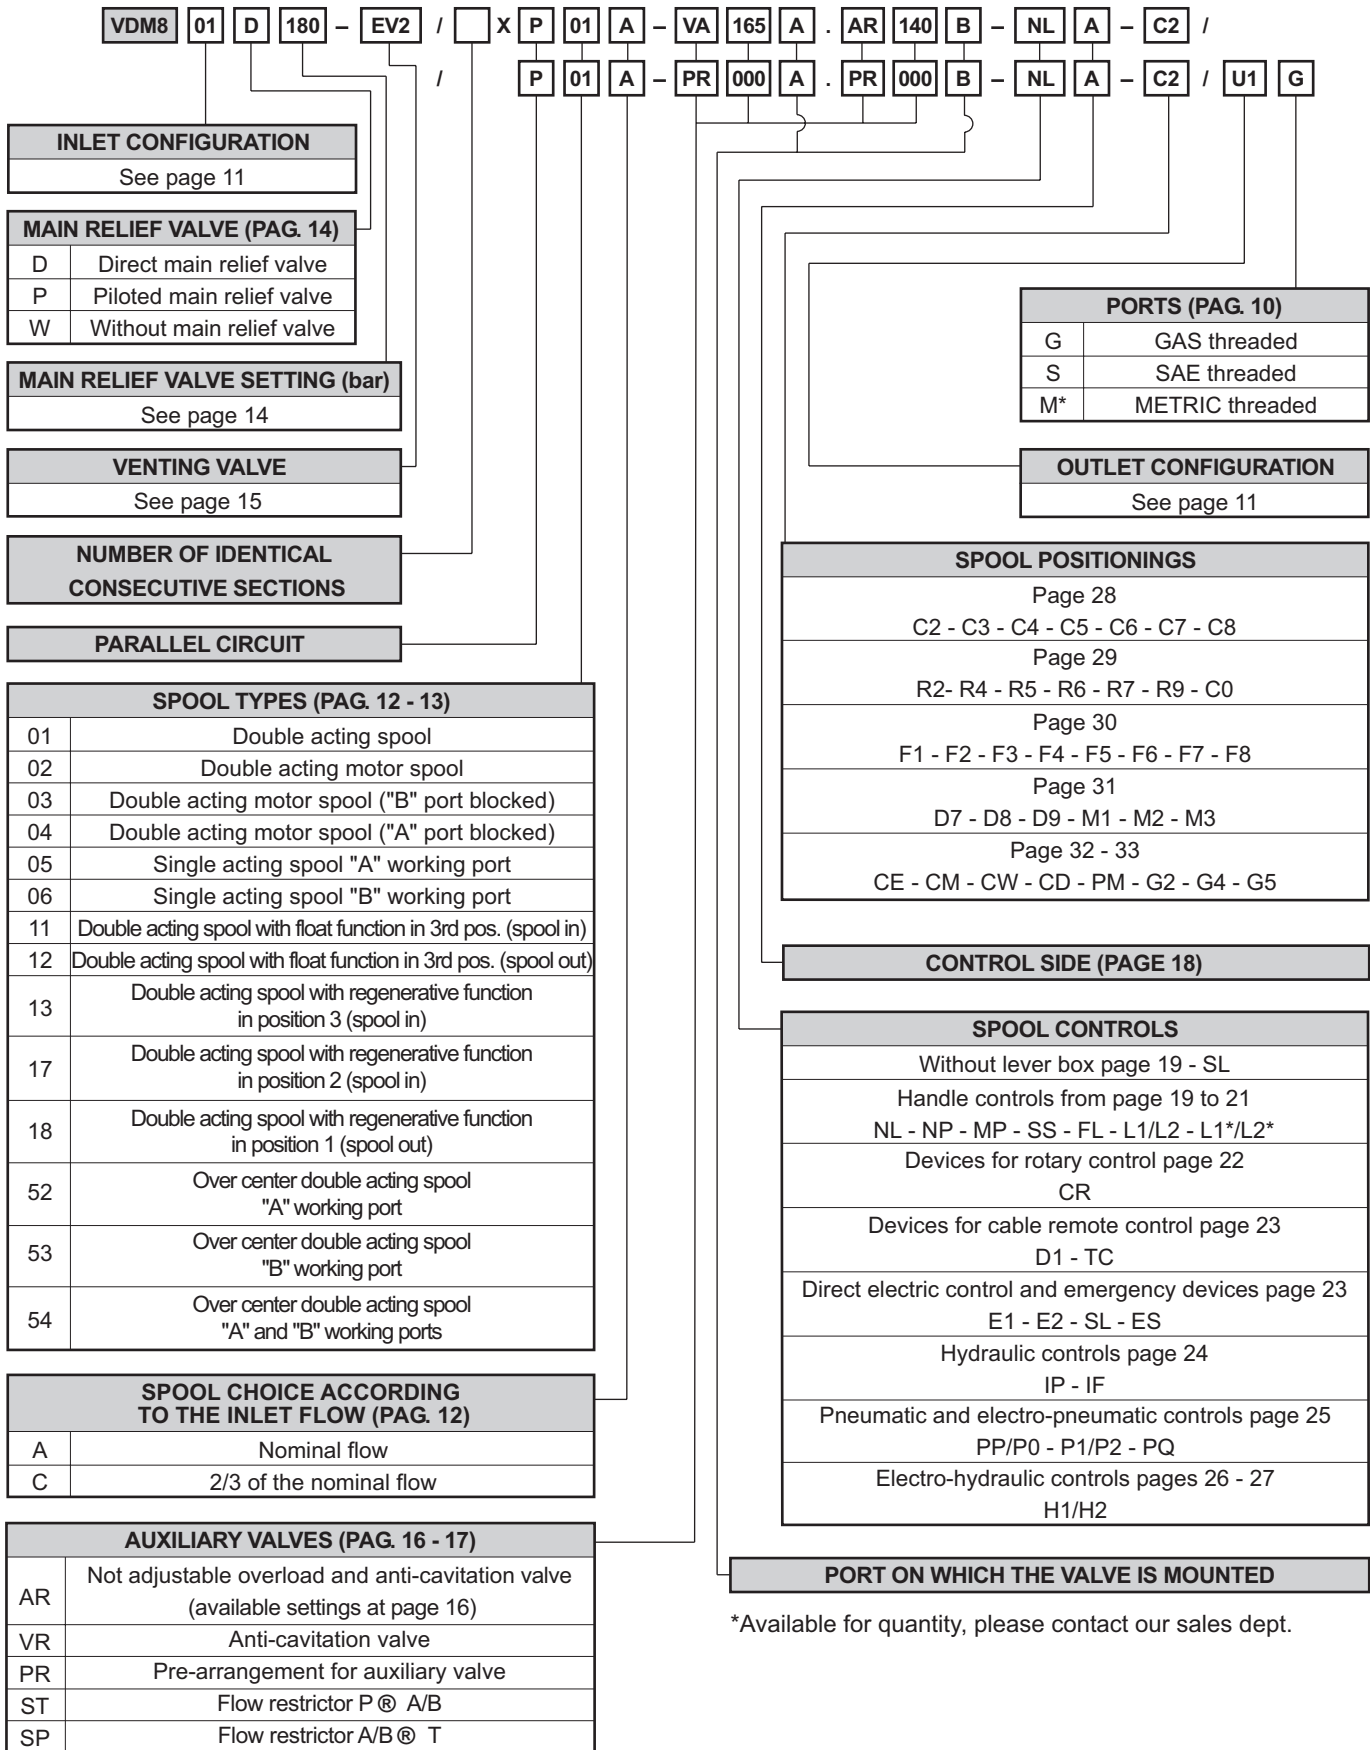 VDM8 01 D 180 – EV2 / X P 01 A – VA 165 A . AR 140 B – NL A – C2 /
/ P 01 A – PR 000 A . PR 000 B – NL A – C2 / U1 G
INLET CONFIGURATION
See page 11
MAIN RELIEF VALVE (PAG. 14)
D Direct main relief valve
P Piloted main relief valve
W Without main relief valve
MAIN RELIEF VALVE SETTING (bar)
See page 14
VENTING VALVE
See page 15
NUMBER OF IDENTICAL
CONSECUTIVE SECTIONS
PARALLEL CIRCUIT
SPOOL TYPES (PAG. 12 - 13)
01 Double acting spool
02 Double acting motor spool
03 Double acting motor spool ("B" port blocked)
04 Double acting motor spool ("A" port blocked)
05 Single acting spool "A" working port
06 Single acting spool "B" working port
11 Double acting spool with float function in 3rd pos. (spool in)
12 Double acting spool with float function in 3rd pos. (spool out)
13 Double acting spool with regenerative function
in position 3 (spool in)
17 Double acting spool with regenerative function
in position 2 (spool in)
18 Double acting spool with regenerative function
in position 1 (spool out)
52 Over center double acting spool
"A" working port
53 Over center double acting spool
"B" working port
54 Over center double acting spool
"A" and "B" working ports
SPOOL CHOICE ACCORDING
TO THE INLET FLOW (PAG. 12)
A Nominal flow
C 2/3 of the nominal flow
AUXILIARY VALVES (PAG. 16 - 17)
AR Not adjustable overload and anti-cavitation valve
(available settings at page 16)
VR Anti-cavitation valve
PR Pre-arrangement for auxiliary valve
ST Flow restrictor P ® A/B
SP Flow restrictor A/B ® T
PORTS (PAG. 10)
G GAS threaded
S SAE threaded
M* METRIC threaded
OUTLET CONFIGURATION
See page 11
SPOOL POSITIONINGS
Page 28
C2 - C3 - C4 - C5 - C6 - C7 - C8
Page 29
R2- R4 - R5 - R6 - R7 - R9 - C0
Page 30
F1 - F2 - F3 - F4 - F5 - F6 - F7 - F8
Page 31
D7 - D8 - D9 - M1 - M2 - M3
Page 32 - 33
CE - CM - CW - CD - PM - G2 - G4 - G5
CONTROL SIDE (PAGE 18)
SPOOL CONTROLS
Without lever box page 19 - SL
Handle controls from page 19 to 21
NL - NP - MP - SS - FL - L1/L2 - L1*/L2*
Devices for rotary control page 22
CR
Devices for cable remote control page 23
D1 - TC
Direct electric control and emergency devices page 23
E1 - E2 - SL - ES
Hydraulic controls page 24
IP - IF
Pneumatic and electro-pneumatic controls page 25
PP/P0 - P1/P2 - PQ
Electro-hydraulic controls pages 26 - 27
H1/H2
PORT ON WHICH THE VALVE IS MOUNTED
*Available for quantity, please contact our sales dept.